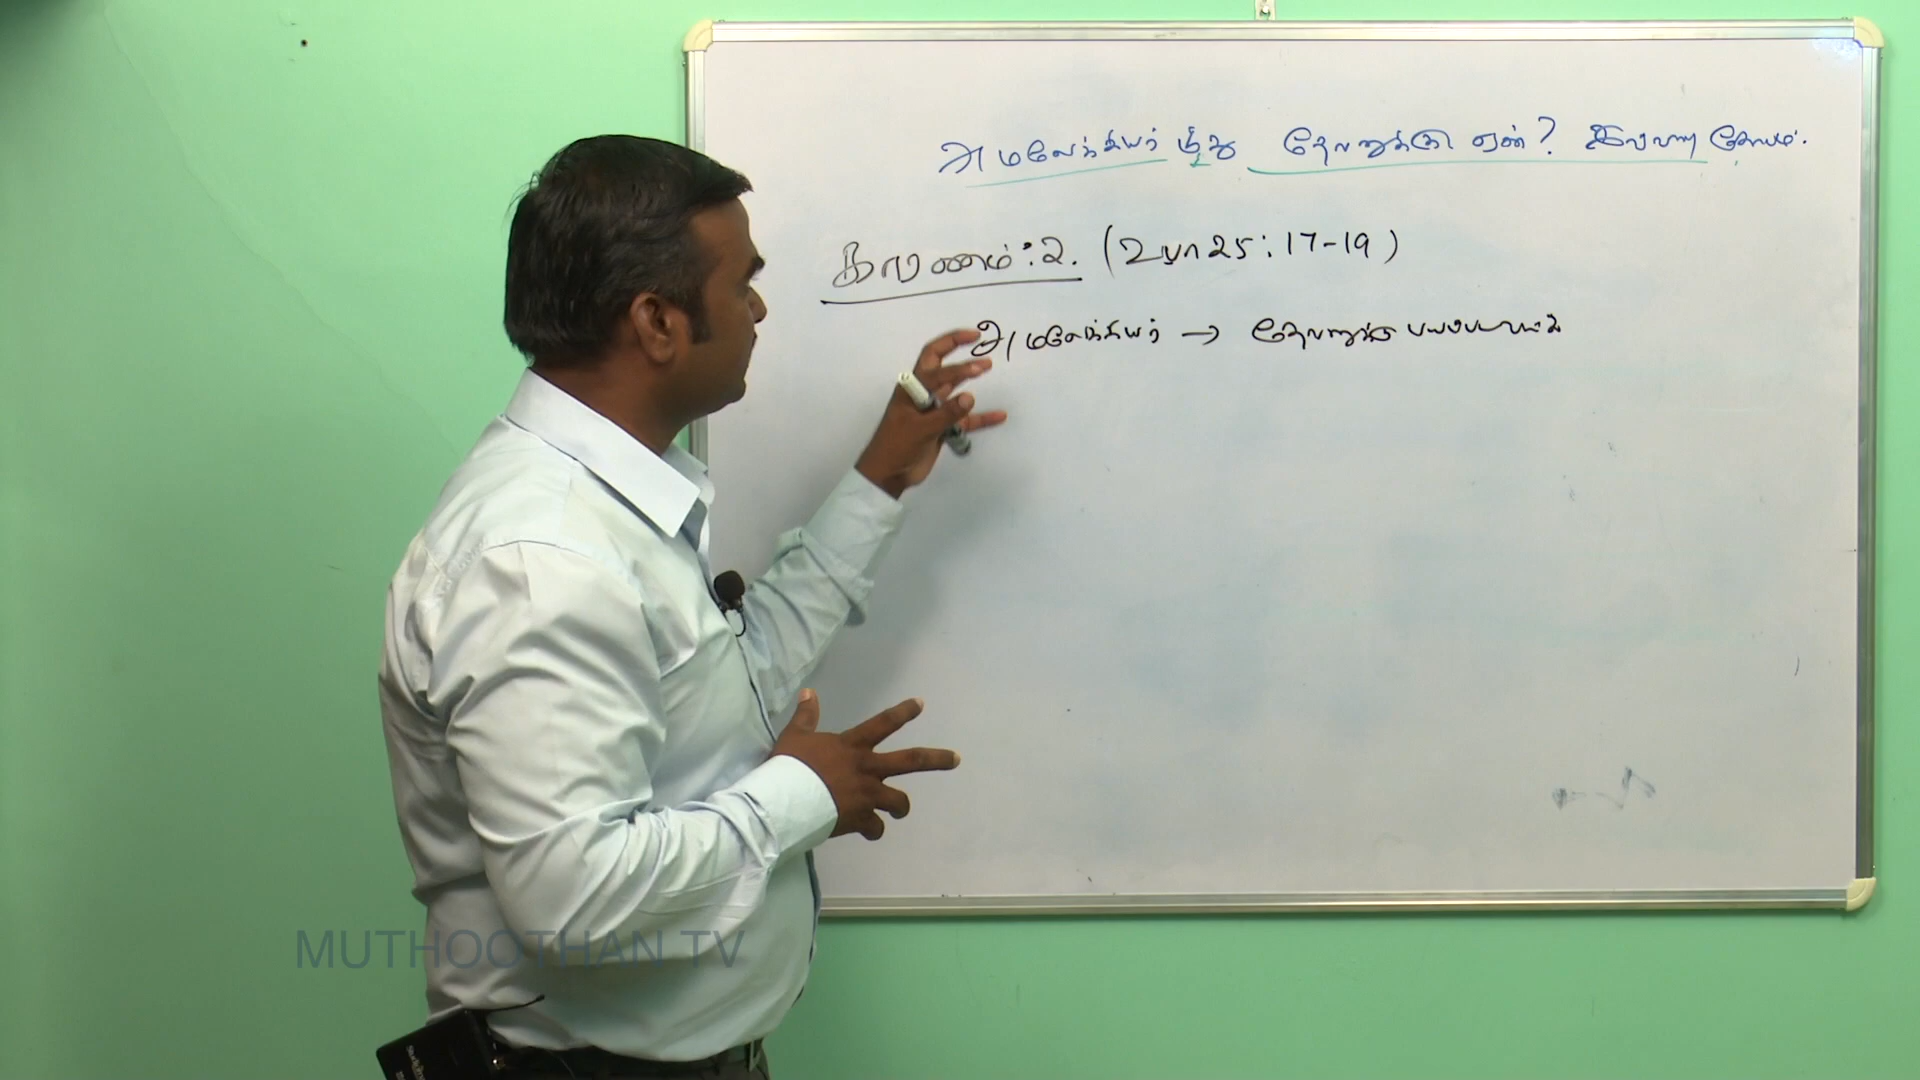 அமலேக்கியர் மீது தேவனுக்கு ஏன்? இவ்வளவு கோபம்.
காரணம்:2. (உபா 25:17-19)
அமலேக்கியர் → தேவனுக்கு பயப்படாமல்
MUTHOOTHAN TV